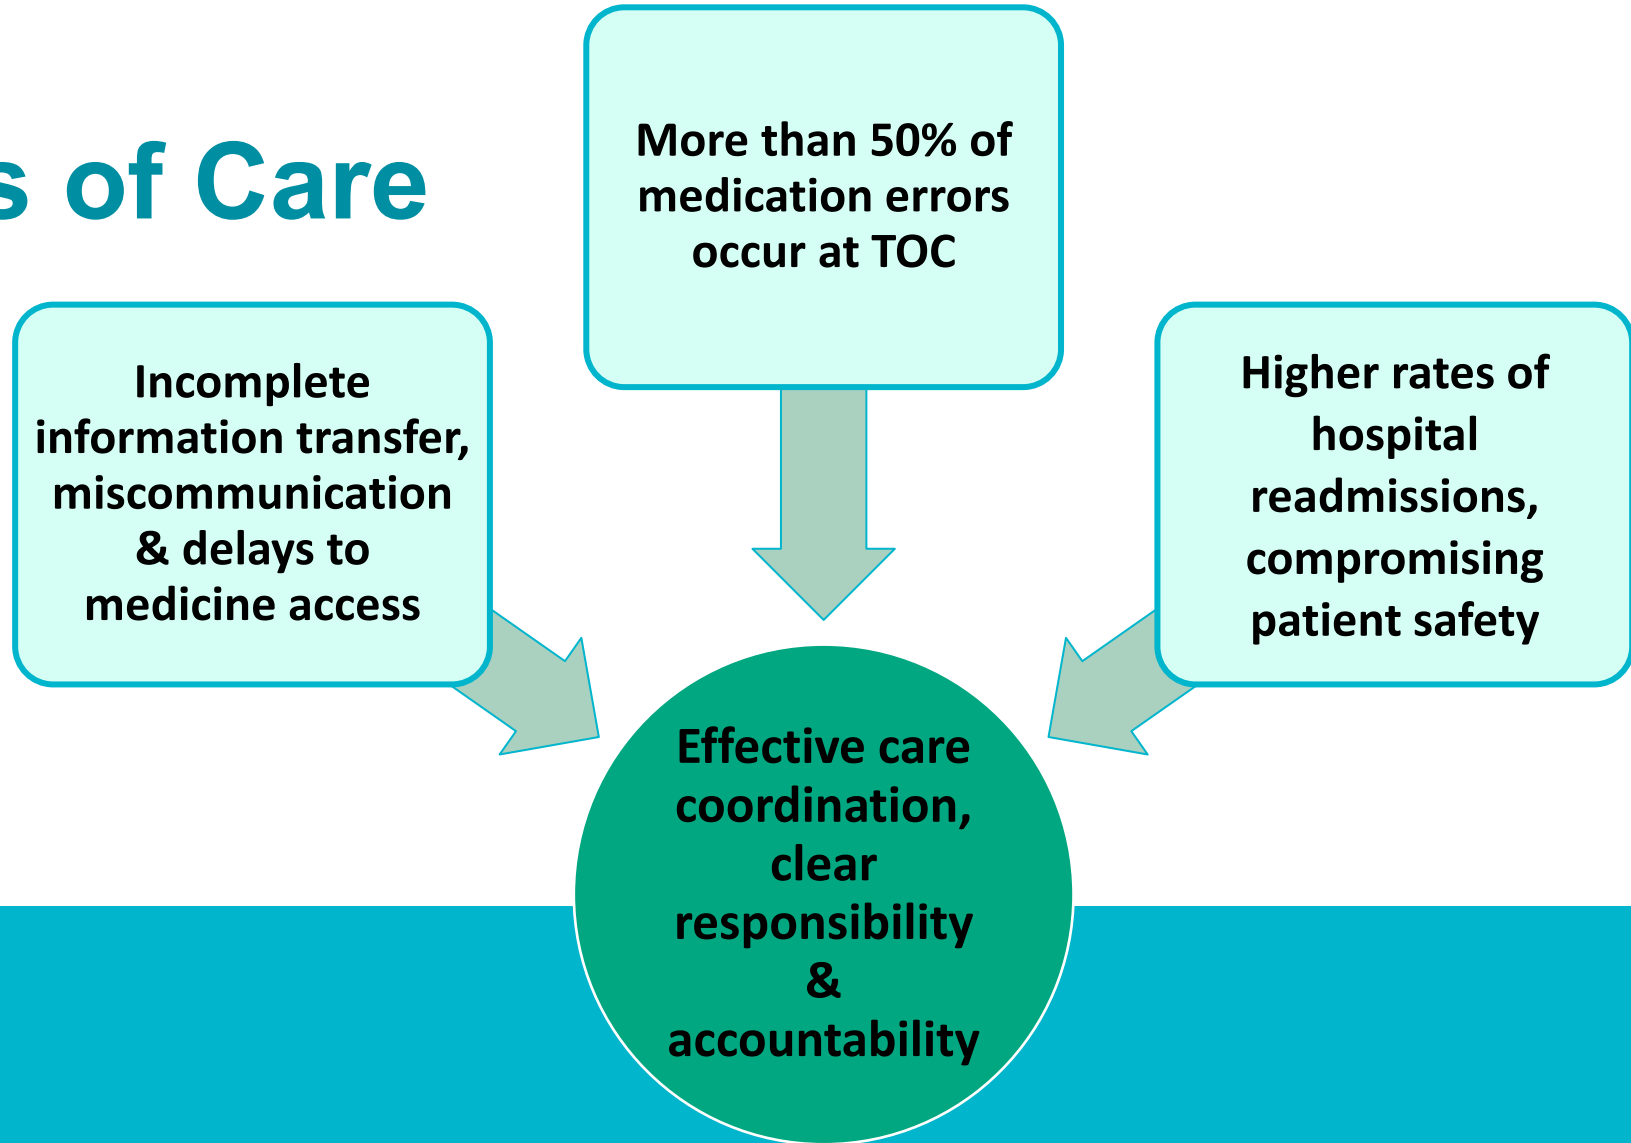 s of Care
More than 50% of
medication errors
occur at TOC
Incomplete
information transfer,
miscommunication
& delays to
medicine access
Higher rates of
hospital
readmissions,
compromising
patient safety
Effective care
coordination,
clear
responsibility
&
accountability